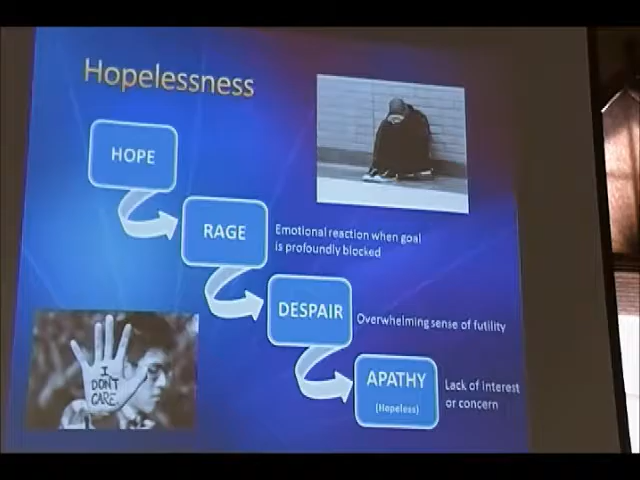 Hopelessness
HOPE
RAGE
Emotional reaction when goal
is profoundly blocked
DESPAIR
Overwhelming sense of futility
APATHY
(Hopeless)
Lack of interest
or concern
I
DON'T
CARE